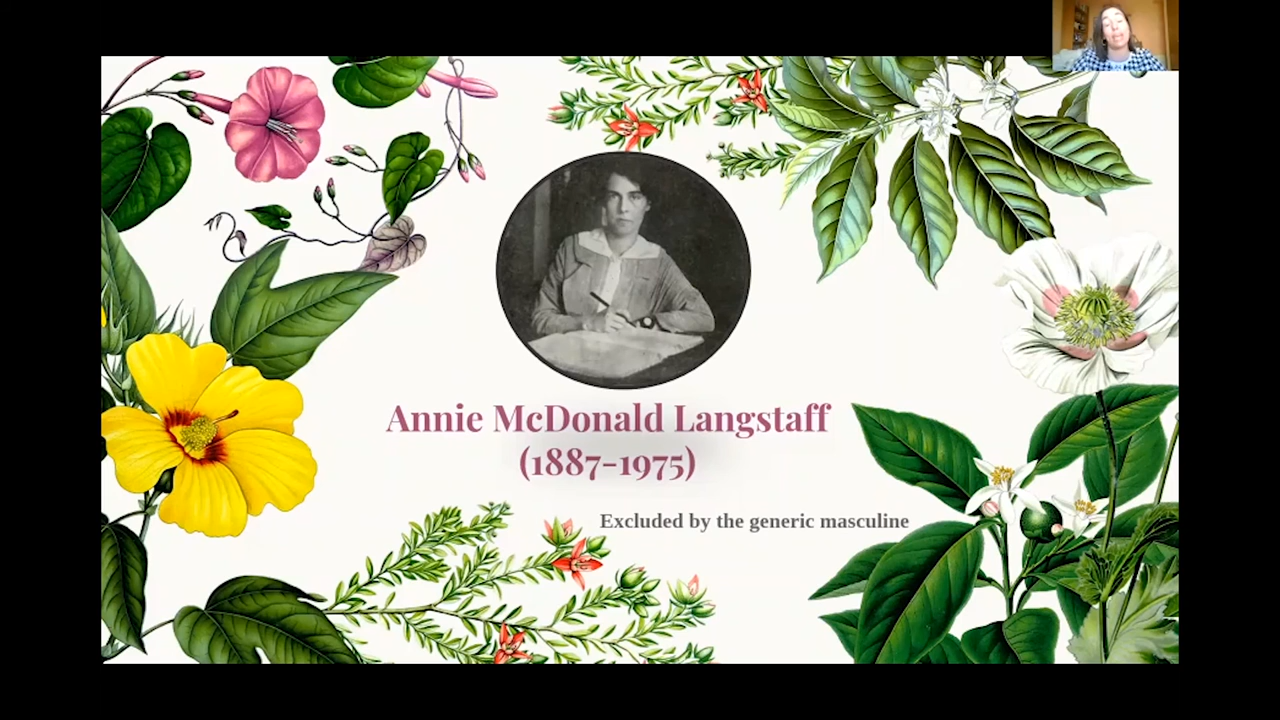 Annie McDonald Langstaff
(1887-1975)
Excluded by the generic masculine